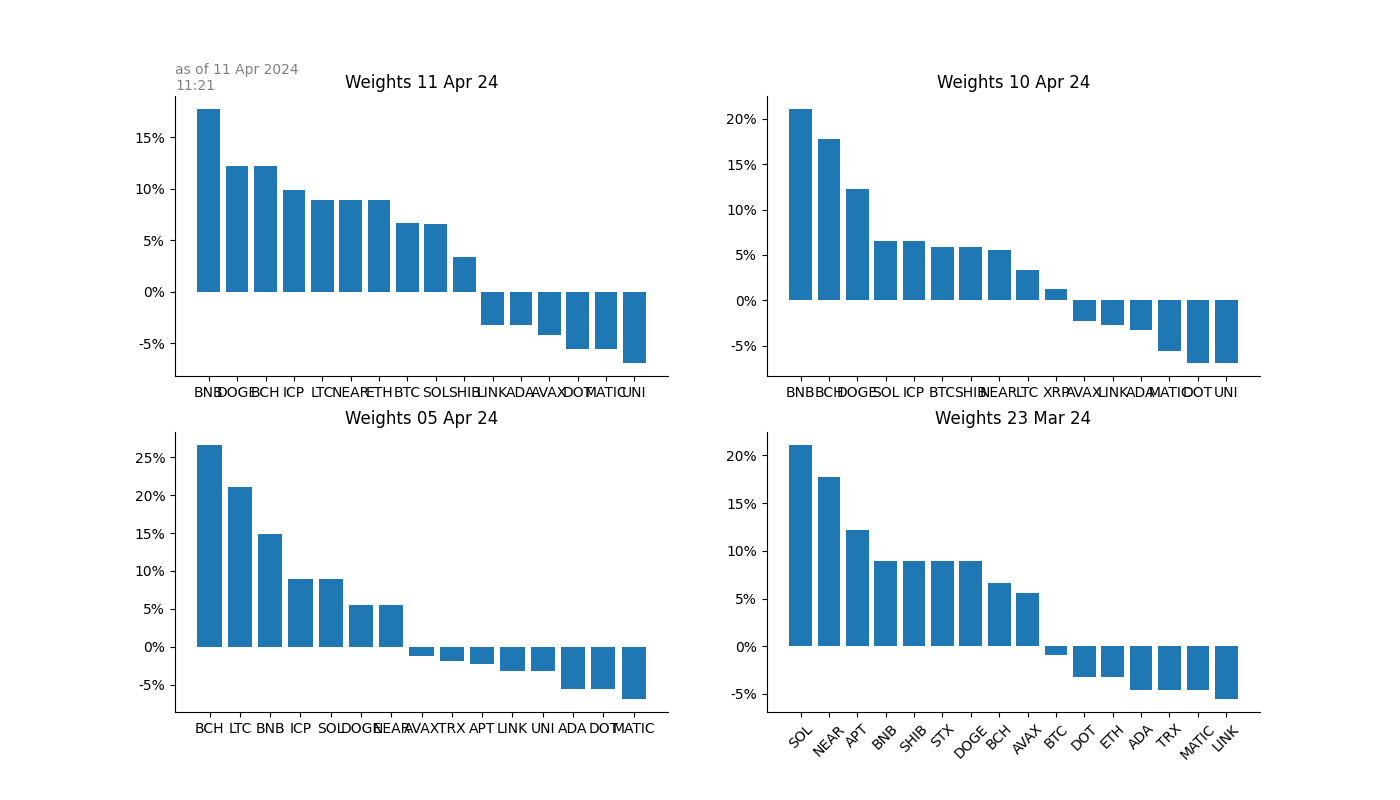 as of 11 Apr 2024
11:21
Weights 11 Apr 24
15%
10%
5%
0%
-5%
BNB DOGE BCH ICP LTC NEAR ETH BTC SOL SHIB LINK ADA AVAX DOT MATIC UNI
Weights 10 Apr 24
20%
15%
10%
5%
0%
-5%
BNB BCH DOGE SOL ICP BTC SHIB NEAR LTC XRP AVAX LINK ADA MATIC DOT UNI
Weights 05 Apr 24
25%
20%
15%
10%
5%
0%
-5%
BCH LTC BNB ICP SOL DOGE NEAR AVAX TRX APT LINK UNI ADA DOT MATIC
Weights 23 Mar 24
20%
15%
10%
5%
0%
-5%
SOL NEAR APT BNB SHIB STX DOGE BCH AVAX BTC DOT ETH ADA TRX MATIC LINK